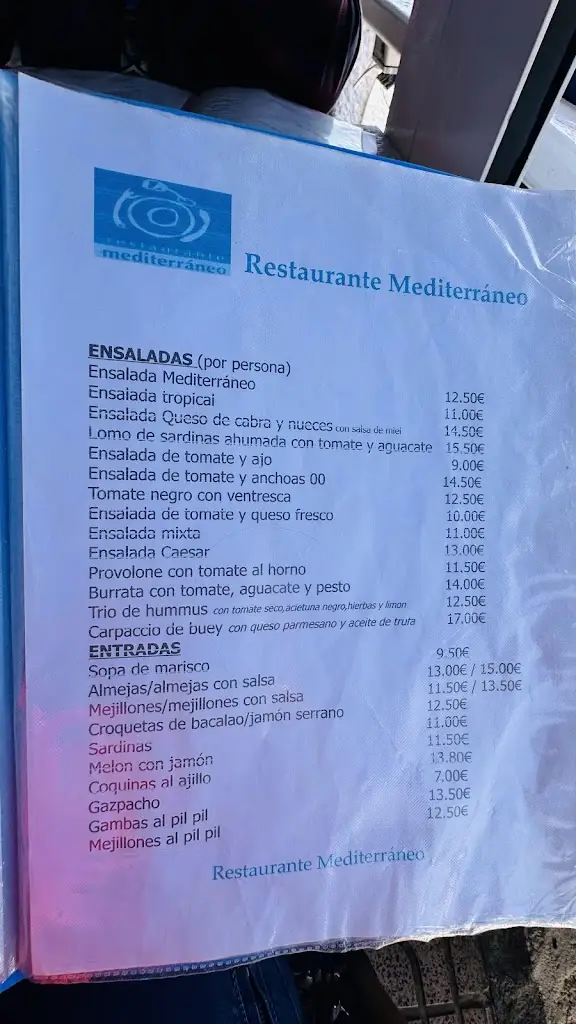 restaurante
mediterráneo
Restaurante Mediterráneo
ENSALADAS (por persona)
Ensalada Mediterráneo 12.50€
Ensalada tropical 11.00€
Ensalada Queso de cabra y nueces con salsa de miel 14.50€
Lomo de sardinas ahumada con tomate y aguacate 15.50€
Ensalada de tomate y ajo 9.00€
Ensalada de tomate y anchoas 00 14.50€
Tomate negro con ventresca 12.50€
Ensalada de tomate y queso fresco 10.00€
Ensalada mixta 11.00€
Ensalada Caesar 13.00€
Provolone con tomate al horno 11.50€
Burrata con tomate, aguacate y pesto 14.00€
Trio de hummus con tomate seco,acietuna negro,hierbas y limon 12.50€
Carpaccio de buey con queso parmesano y aceite de trufa 17.00€
ENTRADAS
Sopa de marisco 9.50€
Almejas/almejas con salsa 13.00€ / 15.00€
Mejillones/mejillones con salsa 11.50€ / 13.50€
Croquetas de bacalao/jamón serrano 12.50€
Sardinas 11.00€
Melon con jamón 11.50€
Coquinas al ajillo 13.80€
Gazpacho 7.00€
Gambas al pil pil 13.50€
Mejillones al pil pil 12.50€
Restaurante Mediterráneo